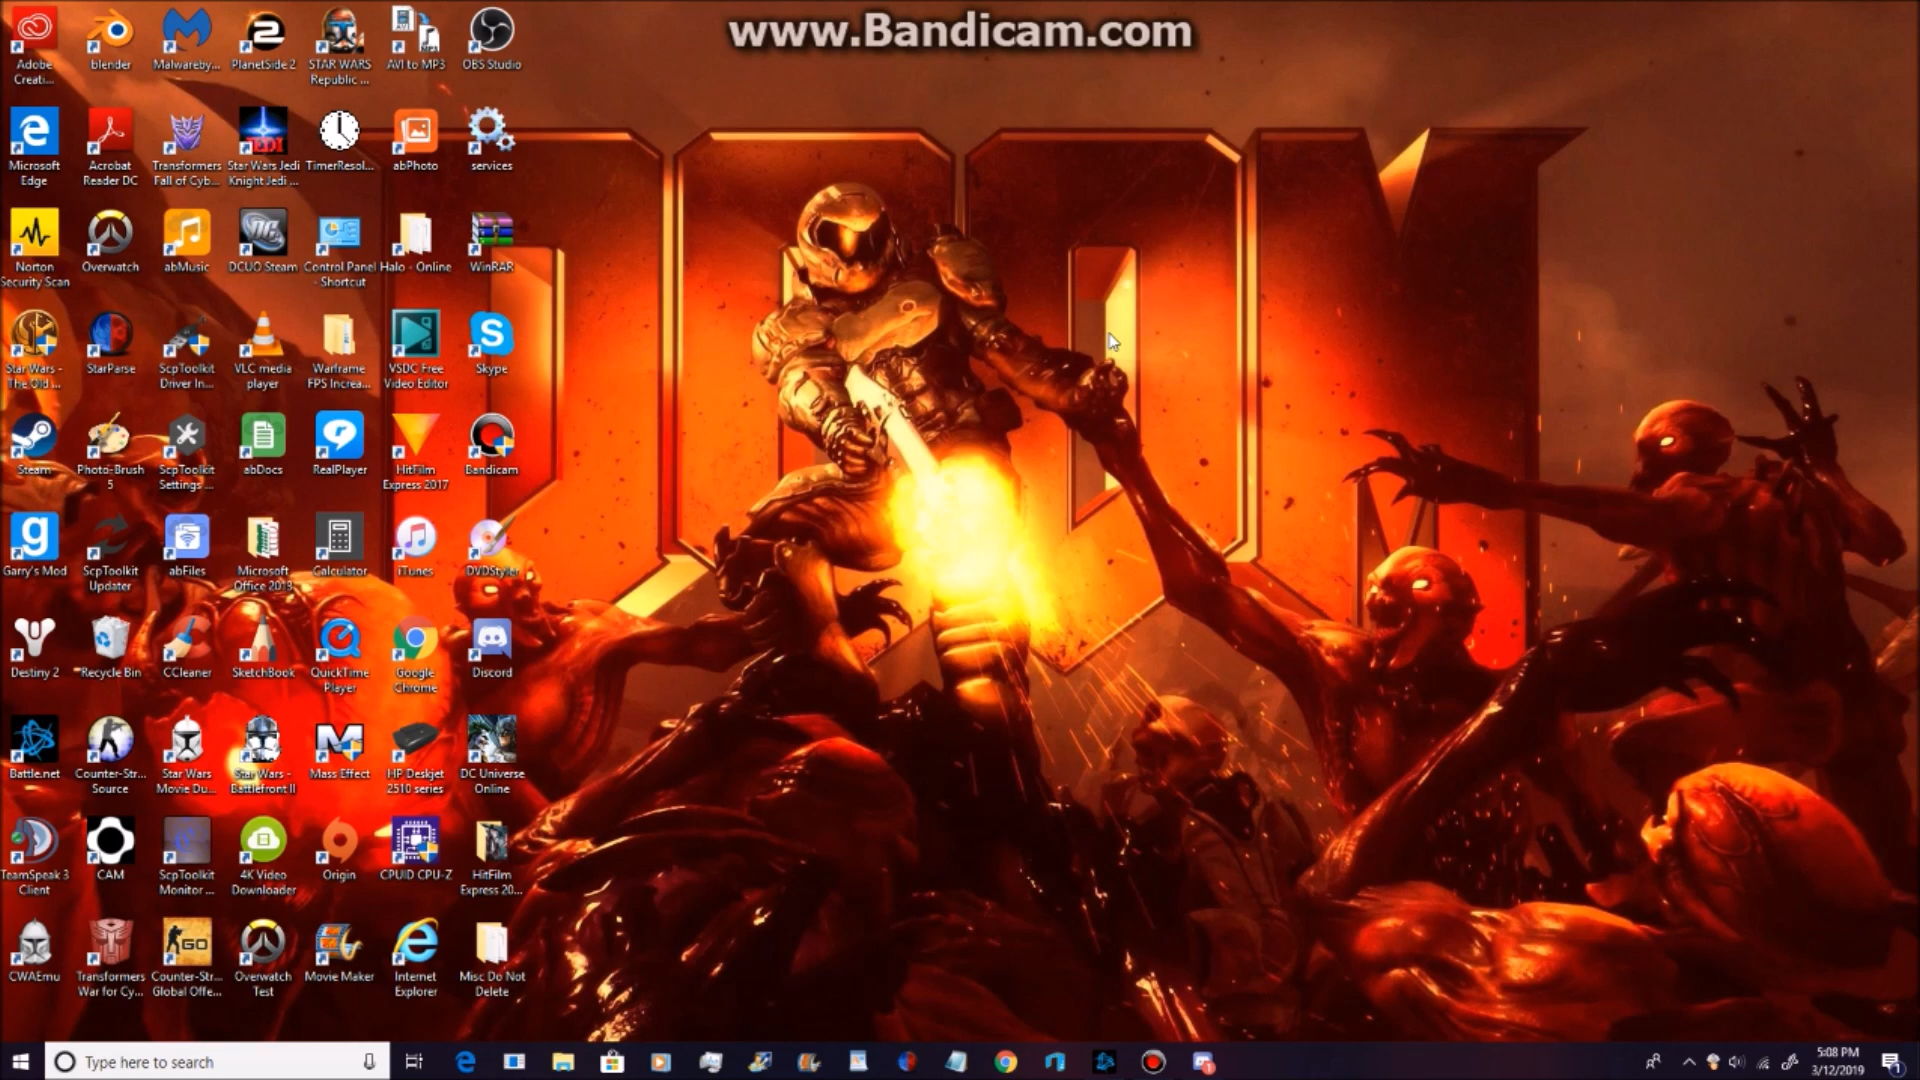 www.Bandicam.com
Adobe
Creati...
blender
Malwareby...
PlanetSide 2
STAR WARS
Republic ...
AVI to MP3
OBS Studio
Microsoft
Edge
Acrobat
Reader DC
Transformers
Fall of Cyb...
Star Wars Jedi
Knight Jedi ...
TimerResol...
abPhoto
services
Norton
Security Scan
Overwatch
abMusic
DCUO Steam
Control Panel
- Shortcut
Halo - Online
WinRAR
Star Wars -
The Old ...
StarParse
ScpToolkit
Driver In...
VLC media
player
Warframe
FPS Increa...
VSDC Free
Video Editor
Skype
Steam
Photo-Brush
5
ScpToolkit
Settings ...
abDocs
RealPlayer
HitFilm
Express 2017
Bandicam
Garry's Mod
ScpToolkit
Updater
abFiles
Microsoft
Office 2013
Calculator
iTunes
DVDStyler
Destiny 2
Recycle Bin
CCleaner
SketchBook
QuickTime
Player
Google
Chrome
Discord
Battle.net
Counter-Str...
Source
Star Wars
Movie Du...
Star Wars -
Battlefront II
Mass Effect
HP Deskjet
2510 series
DC Universe
Online
TeamSpeak 3
Client
CAM
ScpToolkit
Monitor ...
4K Video
Downloader
Origin
CPUID CPU-Z
HitFilm
Express 20...
CWAEmu
Transformers
War for Cy...
Counter-Str...
Global Offe...
Overwatch
Test
Movie Maker
Internet
Explorer
Misc Do Not
Delete
DOOM
Type here to search
5:08 PM
3/12/2019